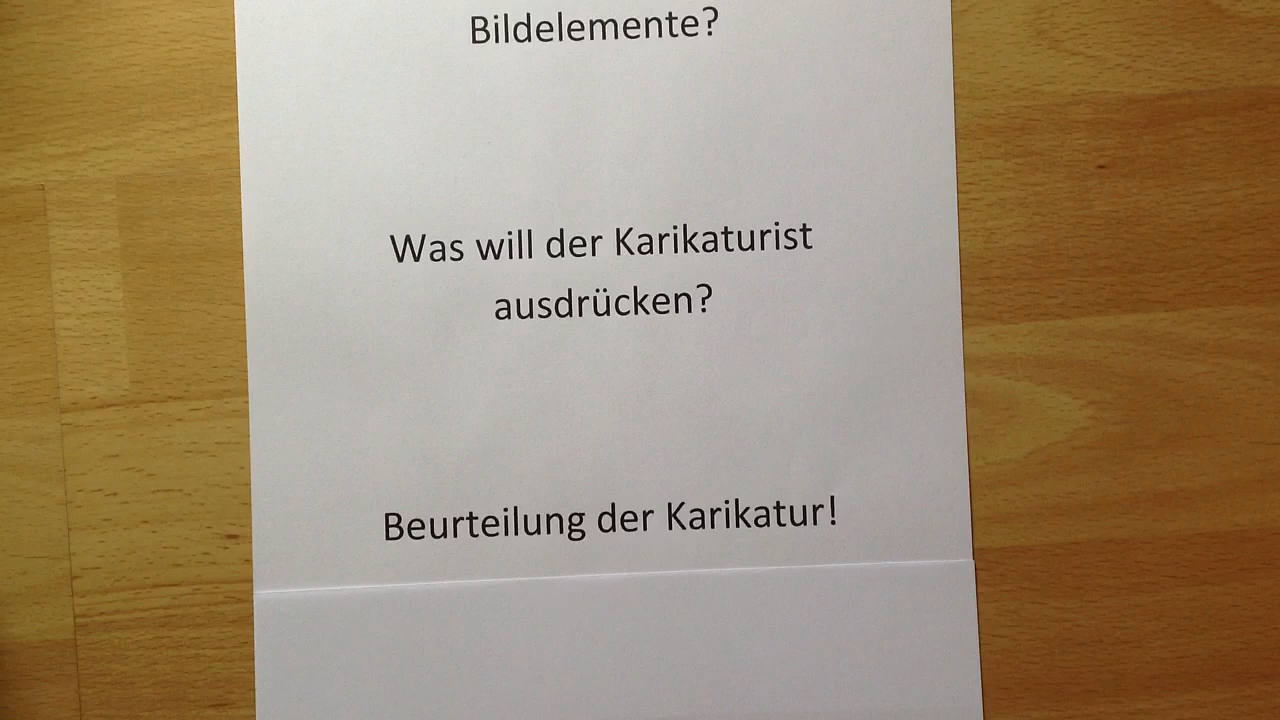 Bildelemente?
Was will der Karikaturist
ausdrücken?
Beurteilung der Karikatur!